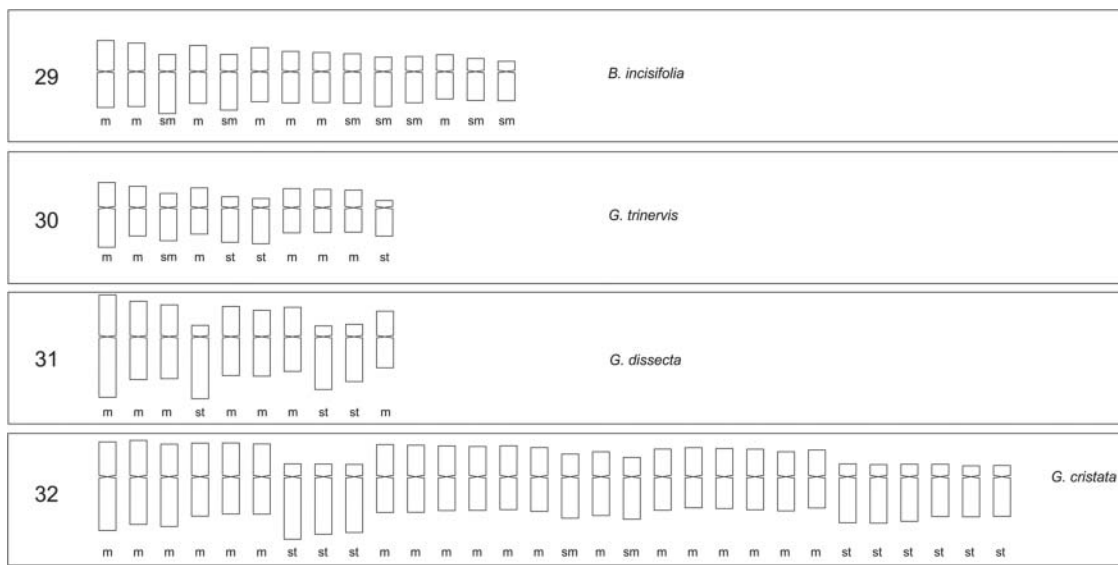 29
B. incisifolia
m m sm m sm m m m sm sm sm m sm sm
30
G. trinervis
m m sm m st st m m m st
31
G. dissecta
m m m st m m m st st m
32
G. cristata
m m m m m m st st st m m m m m m sm m sm m m m m m m st st st st st st